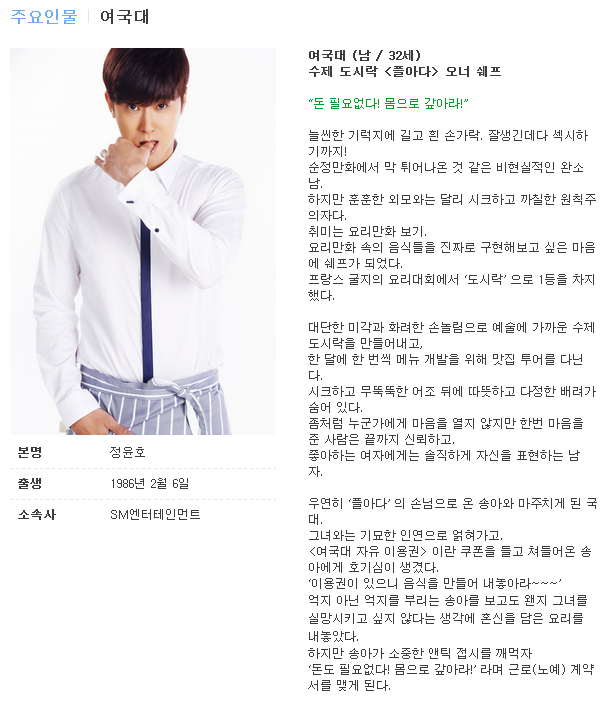 주요인물 여국대
여국대 (남 / 32세)
수제 도시락 <플아다> 오너 쉐프
“돈 필요없다! 몸으로 갚아라!”
늘씬한 기럭지에 길고 흰 손가락. 잘생긴데다 섹시하
기까지!
순정만화에서 막 튀어나온 것 같은 비현실적인 완소
남.
하지만 훈훈한 외모와는 달리 시크하고 까칠한 원칙주
의자다.
취미는 요리만화 보기.
요리만화 속의 음식들을 진짜로 구현해보고 싶은 마음
에 쉐프가 되었다.
프랑스 굴지의 요리대회에서 ‘도시락’ 으로 1등을 차지
했다.
대단한 미각과 화려한 손놀림으로 예술에 가까운 수제
도시락을 만들어내고,
한 달에 한 번씩 메뉴 개발을 위해 맛집 투어를 다닌
다.
시크하고 무뚝뚝한 어조 뒤에 따뜻하고 다정한 배려가
숨어 있다.
좀처럼 누군가에게 마음을 열지 않지만 한번 마음을
준 사람은 끝까지 신뢰하고.
좋아하는 여자에게는 솔직하게 자신을 표현하는 남
자.
우연히 ‘플아다’ 의 손님으로 온 송아와 마주치게 된 국
대.
그녀와는 기묘한 인연으로 얽혀가고.
<여국대 자유 이용권> 이란 쿠폰을 들고 쳐들어온 송
아에게 호기심이 생겼다.
‘이용권이 있으니 음식을 만들어 내놓아라~~~’
억지 아닌 억지를 부리는 송아를 보고도 왠지 그녀를
실망시키고 싶지 않다는 생각에 혼신을 담은 요리를
내놓았다.
하지만 송아가 소중한 앤틱 접시를 깨먹자
‘돈도 필요없다! 몸으로 갚아라!’ 라며 근로(노예) 계약
서를 맺게 된다.
본명 정윤호
출생 1986년 2월 6일
소속사 SM엔터테인먼트